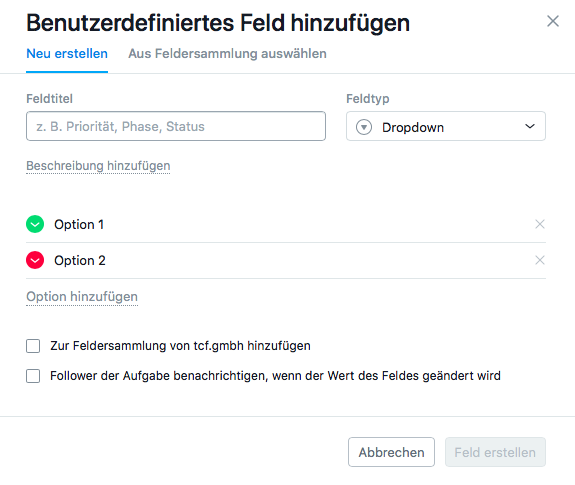 Benutzerdefiniertes Feld hinzufügen
Neu erstellen Aus Feldersammlung auswählen
Feldtitel Feldtyp
z. B. Priorität, Phase, Status Dropdown
Beschreibung hinzufügen
Option 1
Option 2
Option hinzufügen
Zur Feldersammlung von tcf.gmbh hinzufügen
Follower der Aufgabe benachrichtigen, wenn der Wert des Feldes geändert wird
Abbrechen Feld erstellen